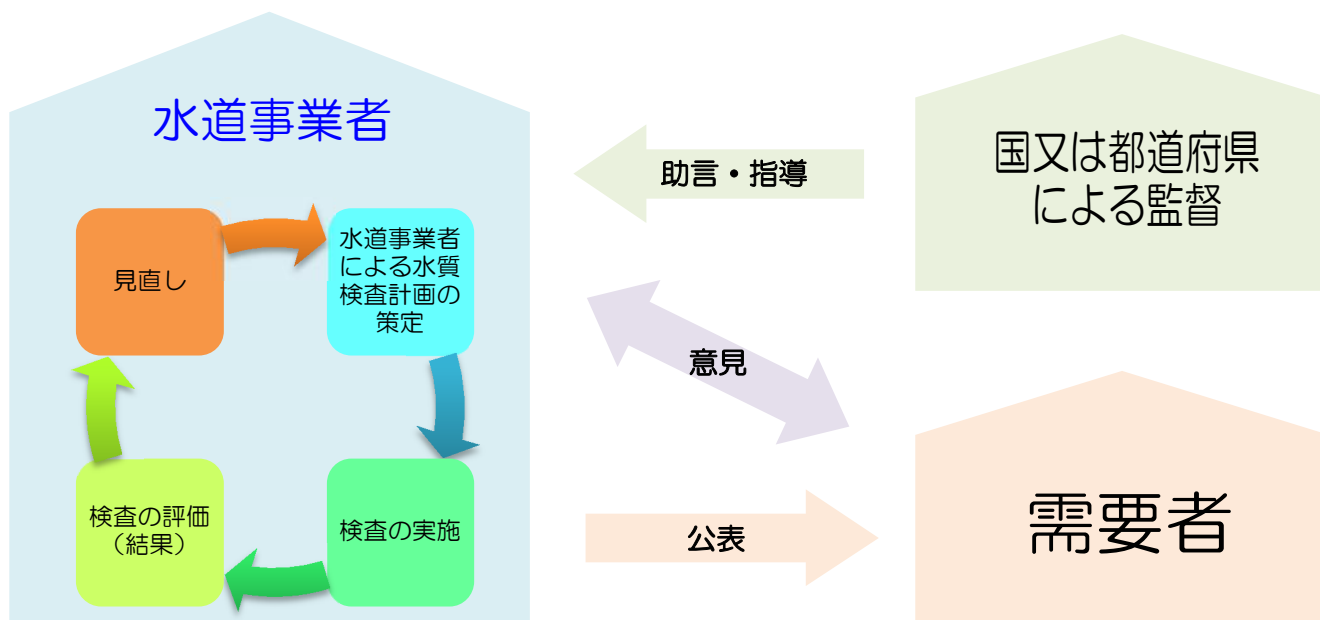 水道事業者
見直し
水道事業者
による水質
検査計画の
策定
検査の評価
（結果）
検査の実施
助言・指導
意見
公表
国又は都道府県
による監督
需要者